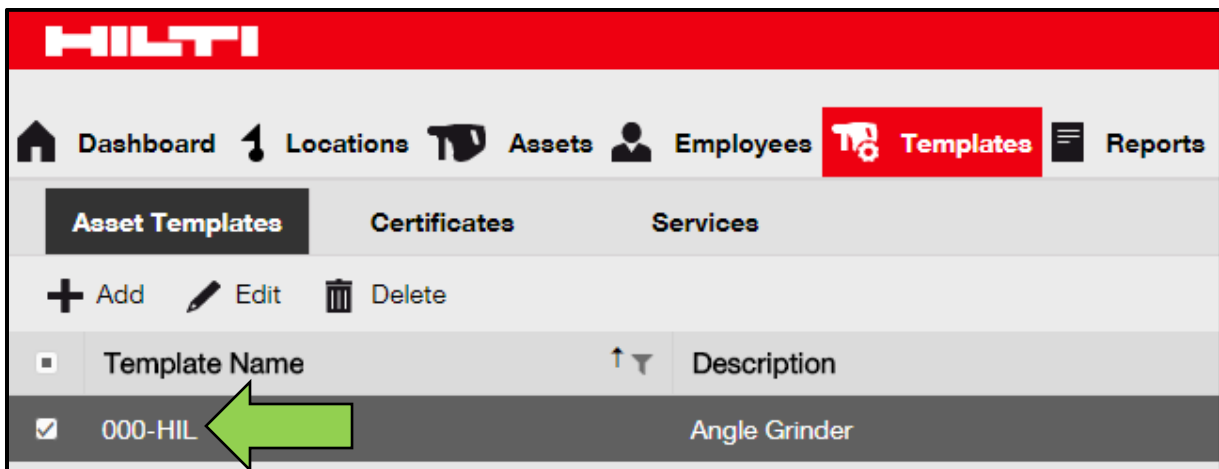 HILTI
Dashboard Locations Assets Employees Templates Reports
Asset Templates Certificates Services
Add Edit Delete
Template Name Description
000-HIL Angle Grinder